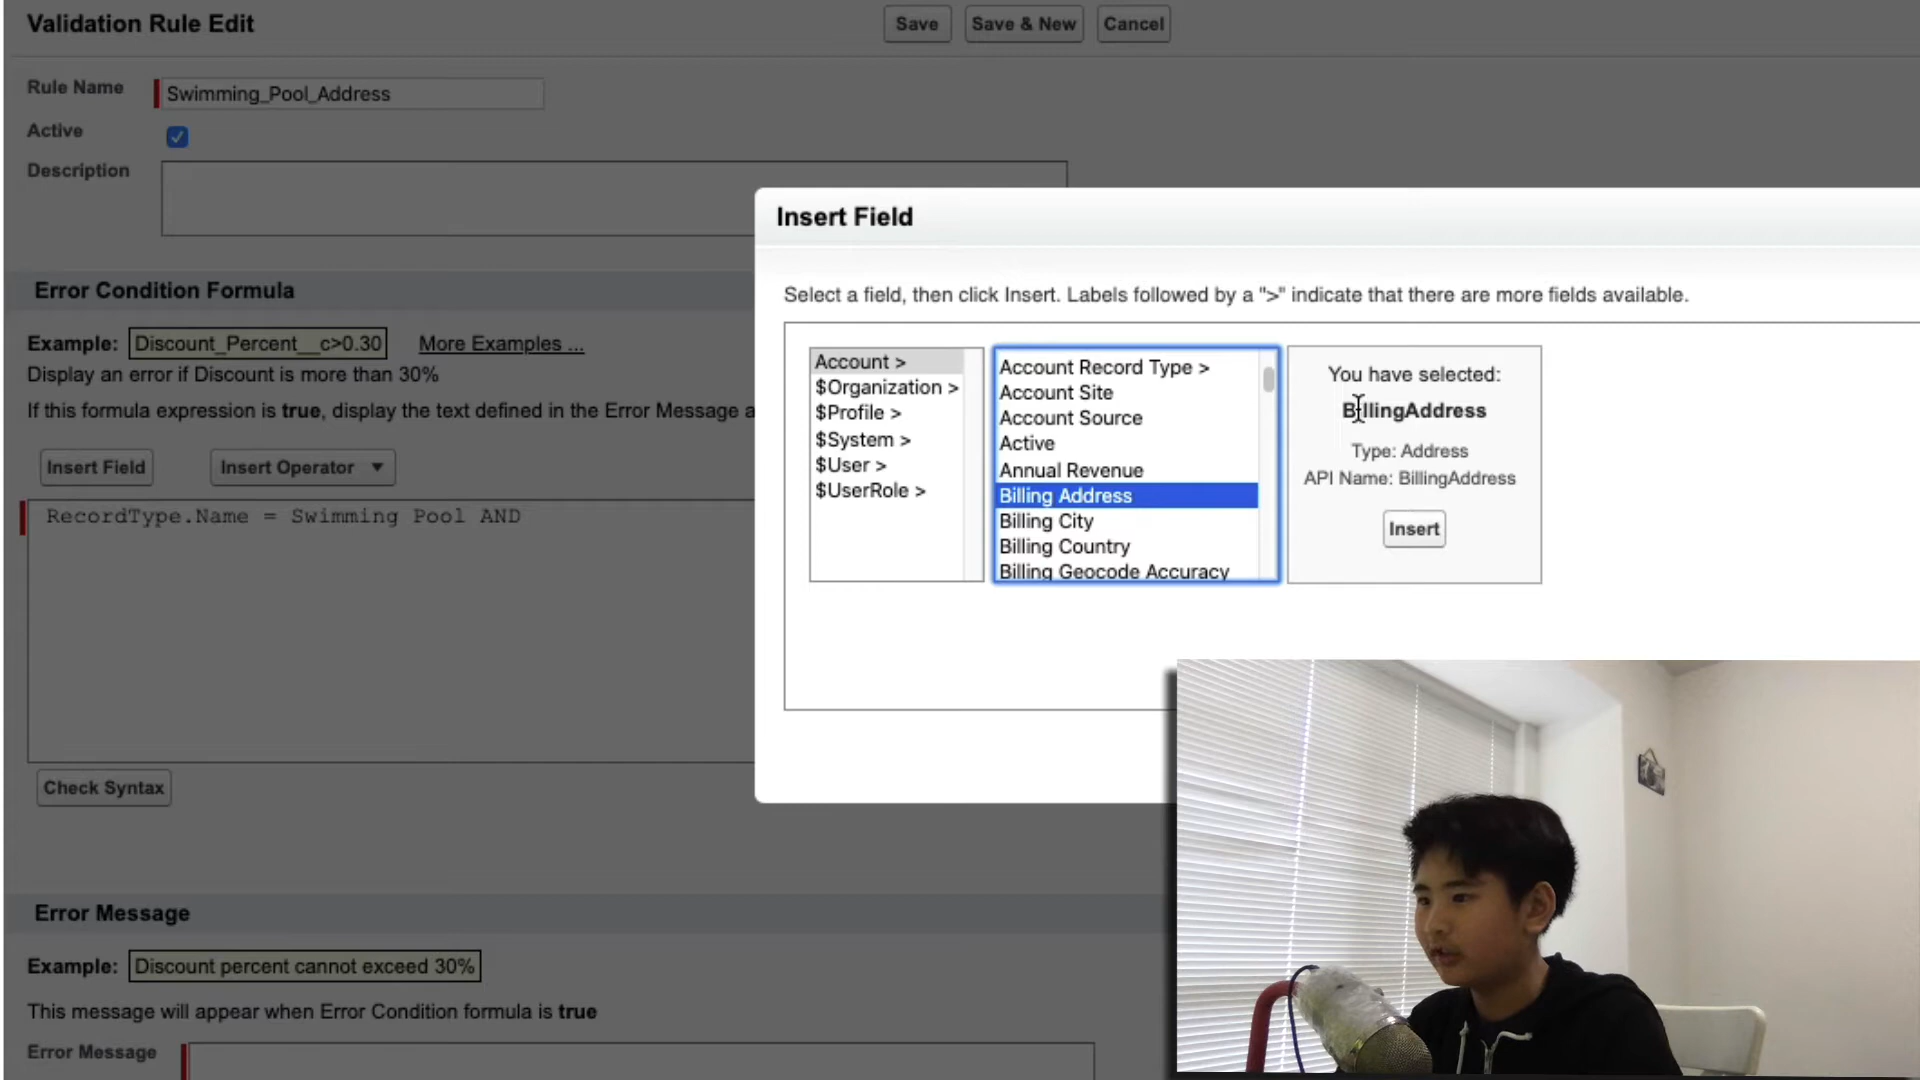 Validation Rule Edit
Save
Save & New
Cancel
Rule Name
Swimming_Pool_Address
Active
Description
Insert Field
Select a field, then click Insert. Labels followed by a ">" indicate that there are more fields available.
Account >
$Organization >
$Profile >
$System >
$User >
$UserRole >
Account Record Type >
Account Site
Account Source
Active
Annual Revenue
Billing Address
Billing City
Billing Country
Billing Geocode Accuracy
You have selected:
BillingAddress
Type: Address
API Name: BillingAddress
Insert
Error Condition Formula
Example: Discount_Percent__c>0.30 More Examples ...
Display an error if Discount is more than 30%
If this formula expression is true, display the text defined in the Error Message a
Insert Field
Insert Operator
RecordType.Name = Swimming Pool AND
Check Syntax
Error Message
Example: Discount percent cannot exceed 30%
This message will appear when Error Condition formula is true
Error Message